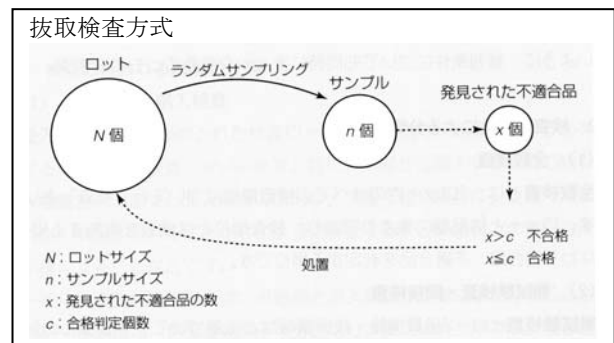 抜取検査方式
ロット
ランダムサンプリング
サンプル
発見された不適合品
N個
n個
x個
x>c 不合格
x≦c 合格
処置
N:ロットサイズ
n:サンプルサイズ
x:発見された不適合品の数
c:合格判定個数